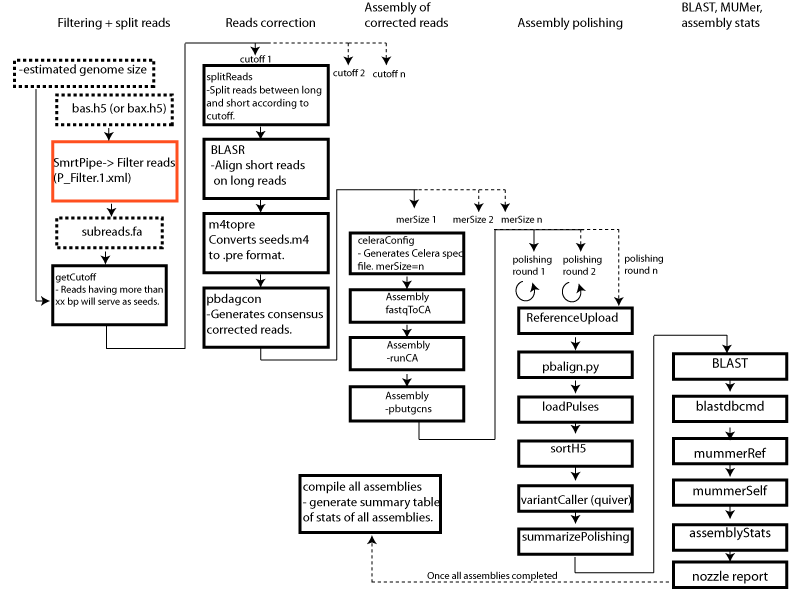 Filtering + split reads
Reads correction
Assembly of
corrected reads
Assembly polishing
BLAST, MUMer,
assembly stats
-estimated genome size
bas.h5 (or bax.h5)
SmrtPipe-> Filter reads
(P_Filter.1.xml)
subreads.fa
getCutoff
- Reads having more than
xx bp will serve as seeds.
cutoff 1
cutoff 2
cutoff n
splitReads
-Split reads between long
and short according to
cutoff.
BLASR
-Align short reads
on long reads
m4topre
Converts seeds.m4
to .pre format.
pbdagcon
-Generates consensus
corrected reads.
merSize 1
merSize 2
merSize n
celeraConfig
- Generates Celera spec
file. merSize=n
Assembly
fastqToCA
Assembly
-runCA
Assembly
-pbutgcns
polishing
round 1
polishing
round 2
polishing
round n
ReferenceUpload
pbalign.py
loadPulses
sortH5
variantCaller (quiver)
summarizePolishing
BLAST
blastdbcmd
mummerRef
mummerSelf
assemblyStats
nozzle report
Once all assemblies completed
compile all assemblies
- generate summary table
of stats of all assemblies.